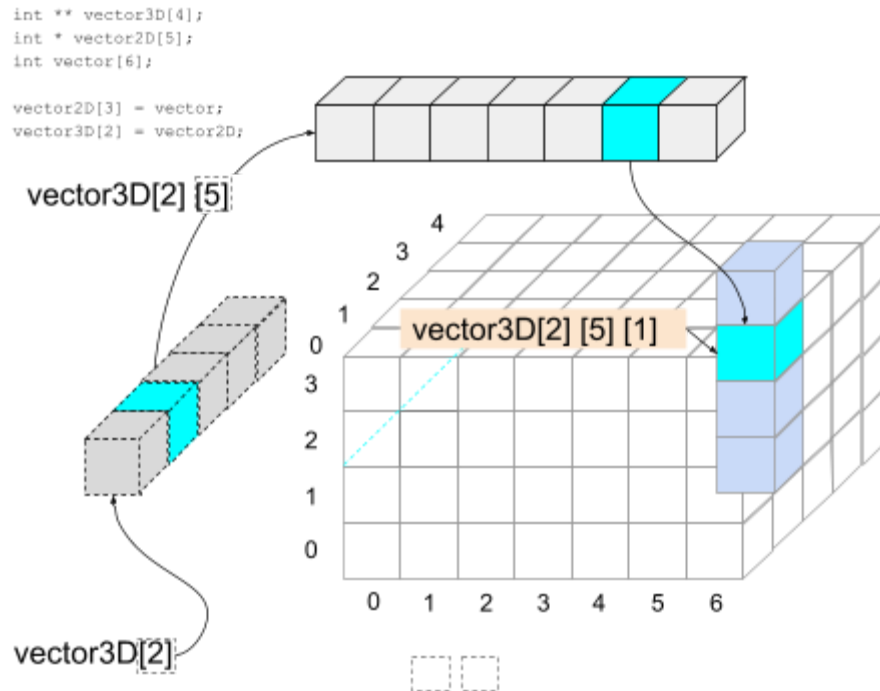 int ** vector3D[4];
int * vector2D[5];
int vector[6];
vector2D[3] = vector;
vector3D[2] = vector2D;
vector3D[2] [5]
4
3
2
1
0
vector3D[2] [5] [1]
3
2
1
0
0 1 2 3 4 5 6
vector3D[2]